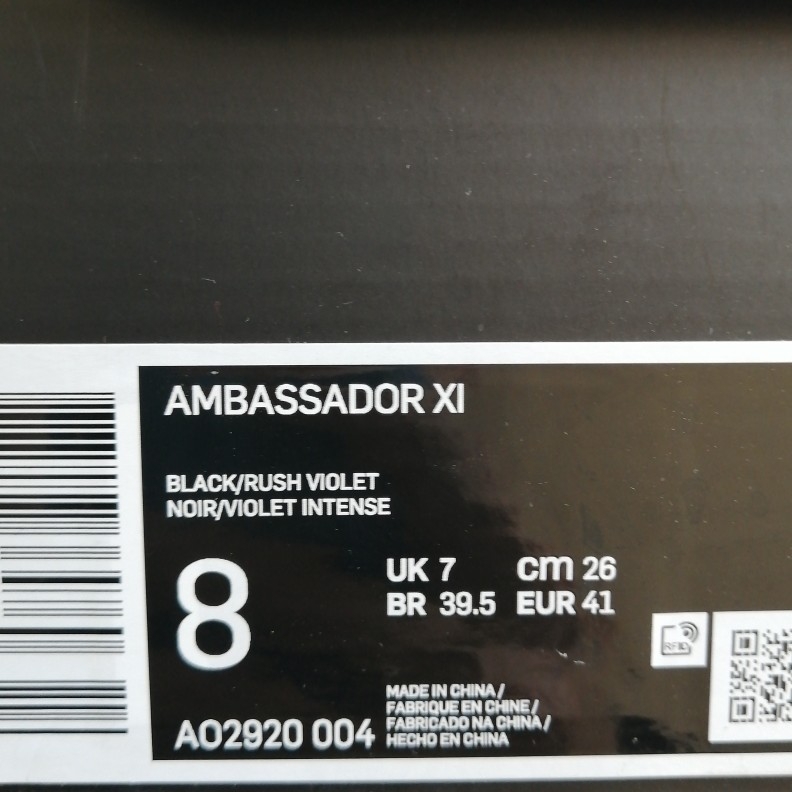 AMBASSADOR XI
BLACK/RUSH VIOLET
NOIR/VIOLET INTENSE
8
UK 7 cm 26
BR 39.5 EUR 41
RFID
MADE IN CHINA /
FABRIQUE EN CHINE /
FABRICADO NA CHINA /
HECHO EN CHINA
AO2920 004